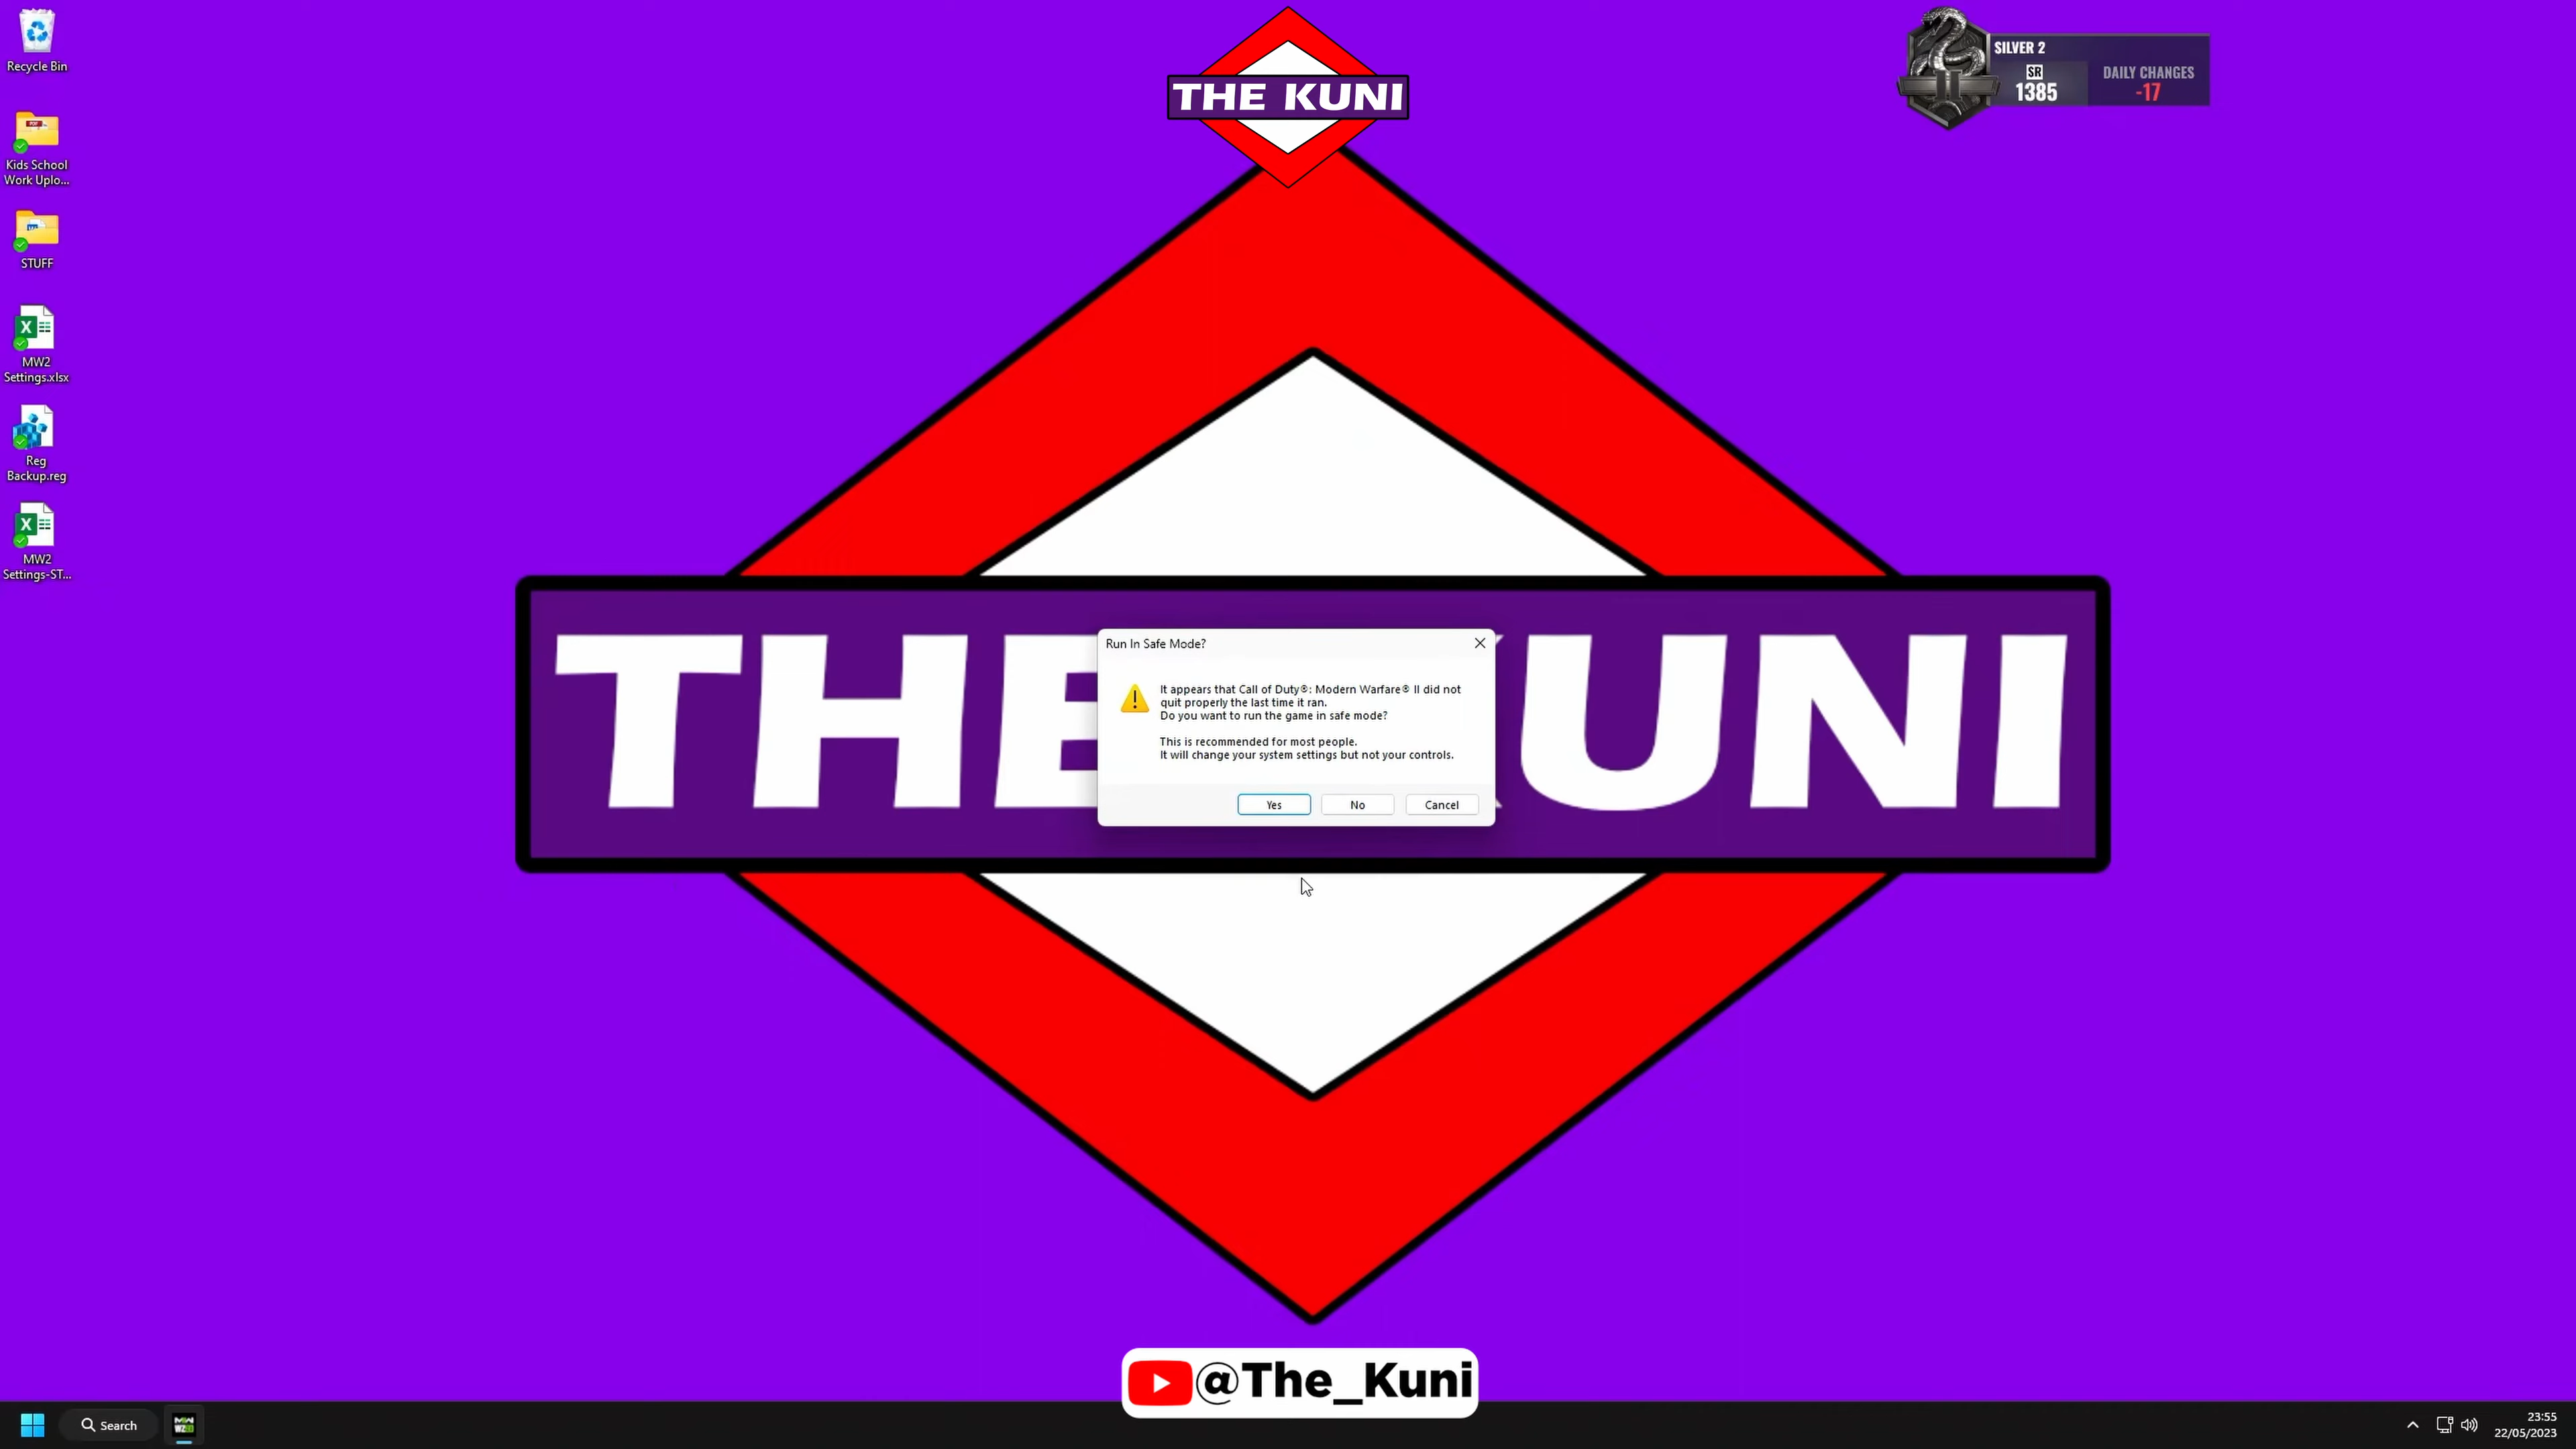 Recycle Bin
Kids School
Work Uplo...
STUFF
MW2
Settings.xlsx
Reg
Backup.reg
MW2
Settings-ST...
THE KUNI
SILVER 2
SR
1385
DAILY CHANGES
-17
THE KUNI
Run In Safe Mode?
It appears that Call of Duty®: Modern Warfare® II did not
quit properly the last time it ran.
Do you want to run the game in safe mode?
This is recommended for most people.
It will change your system settings but not your controls.
Yes
No
Cancel
@The_Kuni
Search
23:55
22/05/2023